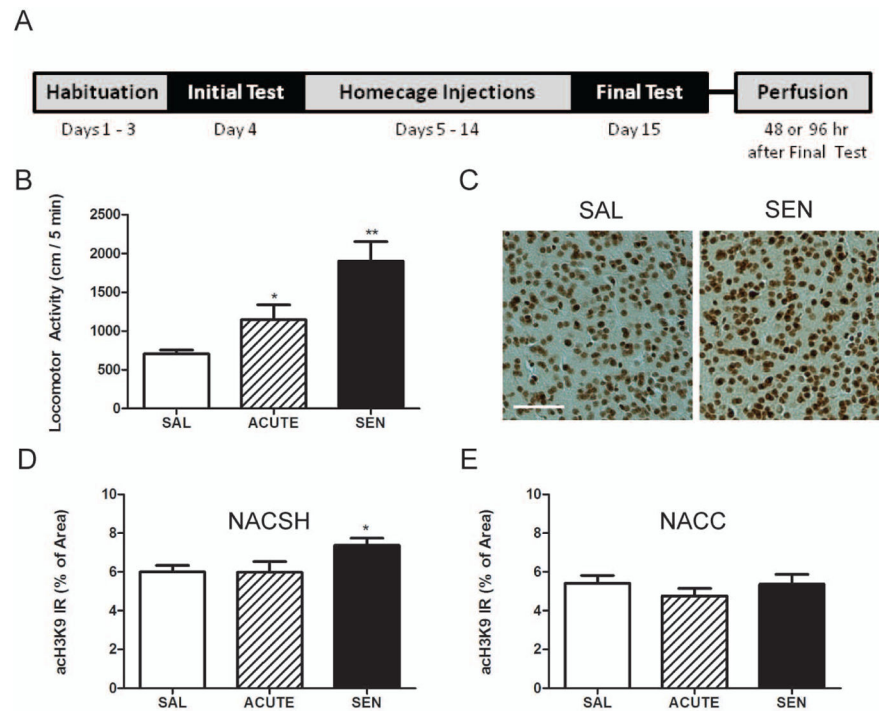 A
Habituation Initial Test Homecage Injections Final Test Perfusion
Days 1 - 3 Day 4 Days 5 - 14 Day 15 48 or 96 hr
after Final Test
B
Locomotor Activity (cm / 5 min)
2500
2000
1500
1000
500
0
*
**
SAL ACUTE SEN
C
SAL SEN
D
acH3K9 IR (% of Area)
10
8
6
4
2
0
NACSH
*
SAL ACUTE SEN
E
acH3K9 IR (% of Area)
10
8
6
4
2
0
NACC
SAL ACUTE SEN